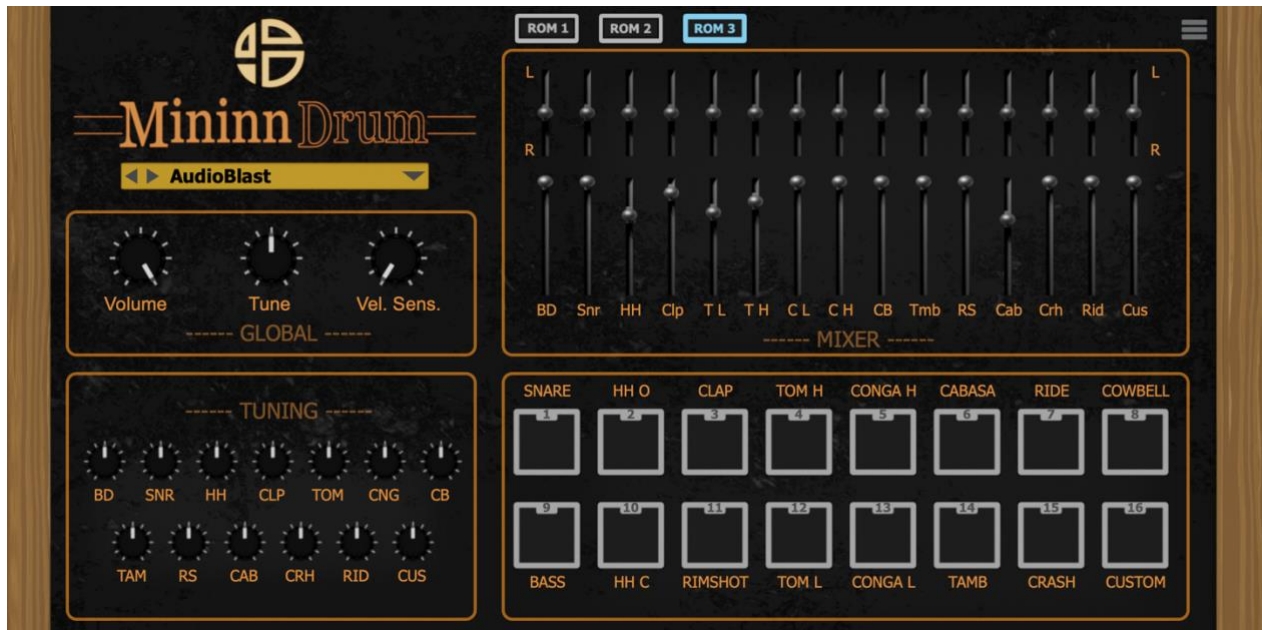 Mininn Drum
AudioBlast
Volume Tune Vel. Sens.
------ GLOBAL ------
------ TUNING ------
BD SNR HH CLP TOM CNG CB
TAM RS CAB CRH RID CUS
ROM 1 ROM 2 ROM 3
L L
R R
BD Snr HH Clp T L T H C L C H CB Tmb RS Cab Crh Rid Cus
------ MIXER ------
SNARE HH O CLAP TOM H CONGA H CABASA RIDE COWBELL
1 2 3 4 5 6 7 8
9 10 11 12 13 14 15 16
BASS HH C RIMSHOT TOM L CONGA L TAMB CRASH CUSTOM